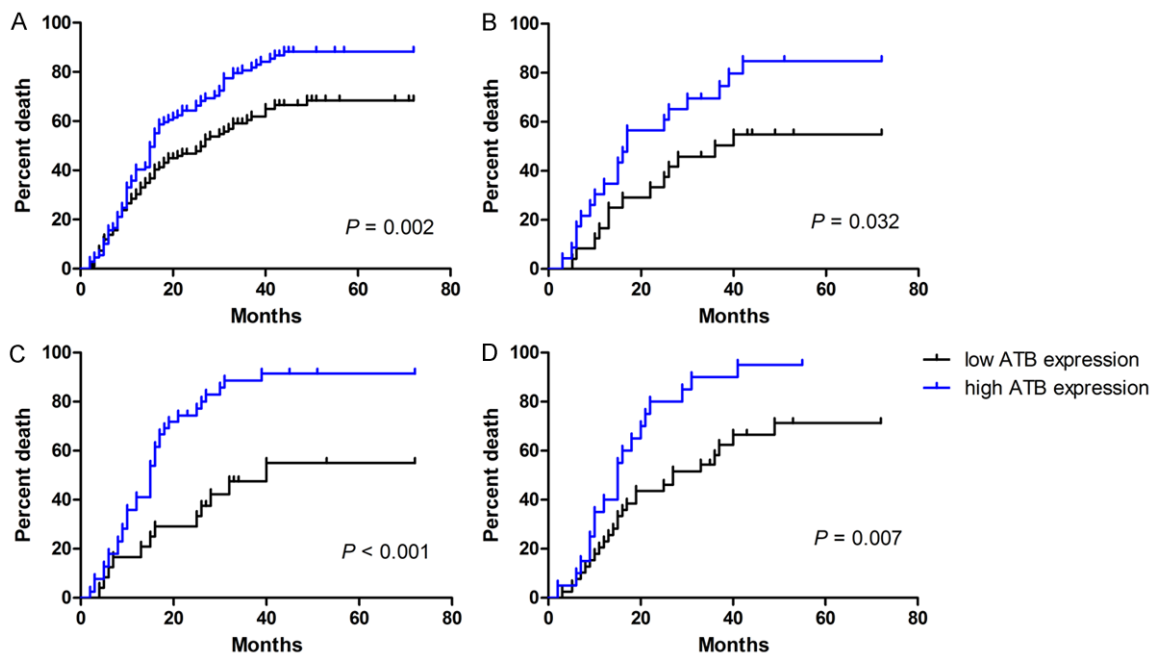 A
100
80
60
40
20
0
Percent death
P = 0.002
0 20 40 60 80
Months
B
100
80
60
40
20
0
Percent death
P = 0.032
0 20 40 60 80
Months
C
100
80
60
40
20
0
Percent death
P < 0.001
0 20 40 60 80
Months
D
100
80
60
40
20
0
Percent death
P = 0.007
0 20 40 60 80
Months
low ATB expression
high ATB expression